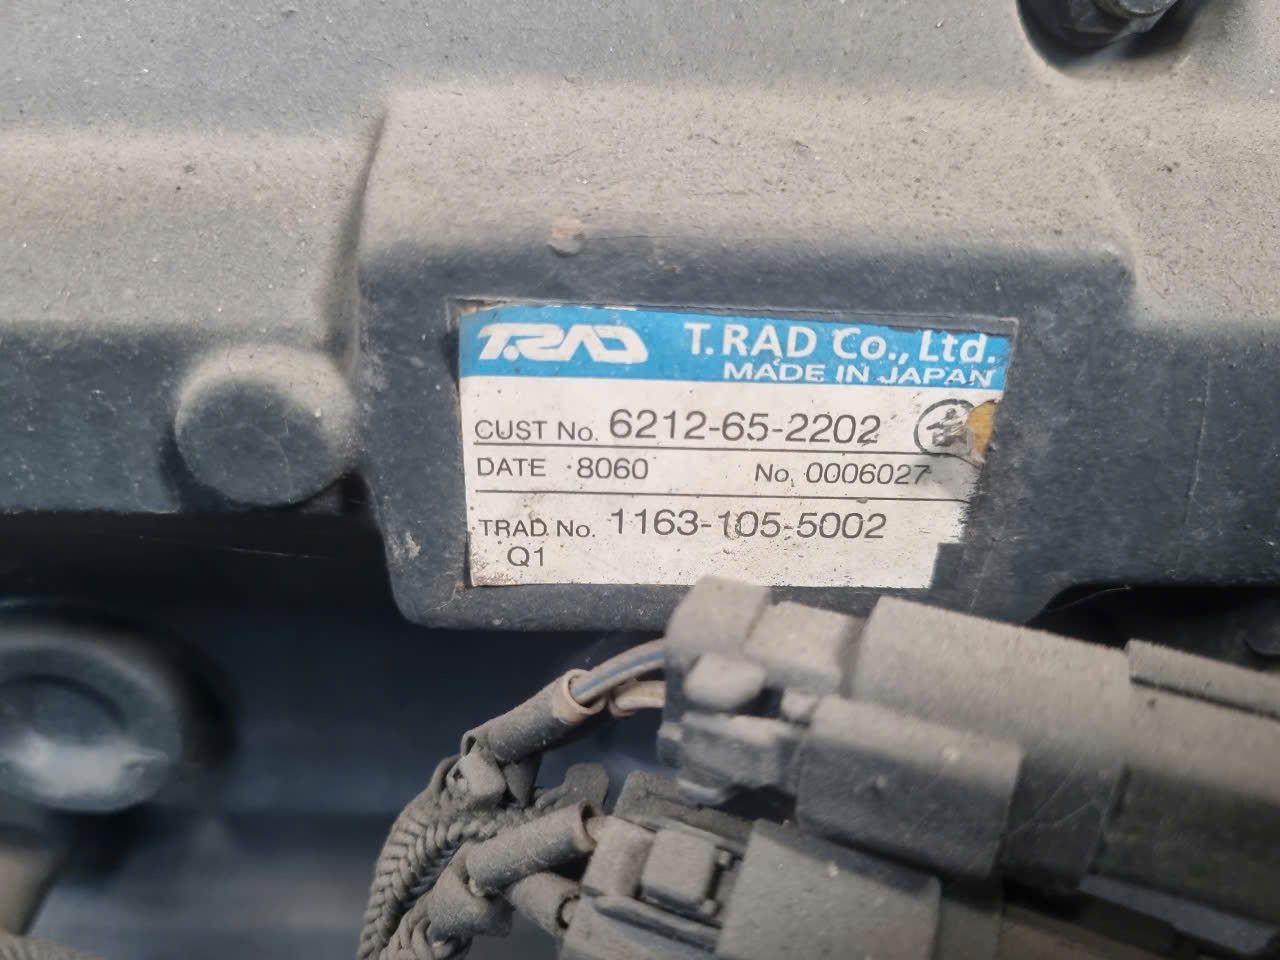 T.RAD T.RAD Co., Ltd.
MADE IN JAPAN
CUST No. 6212-65-2202
DATE 8060 No. 0006027
TRAD No. 1163-105-5002
Q1